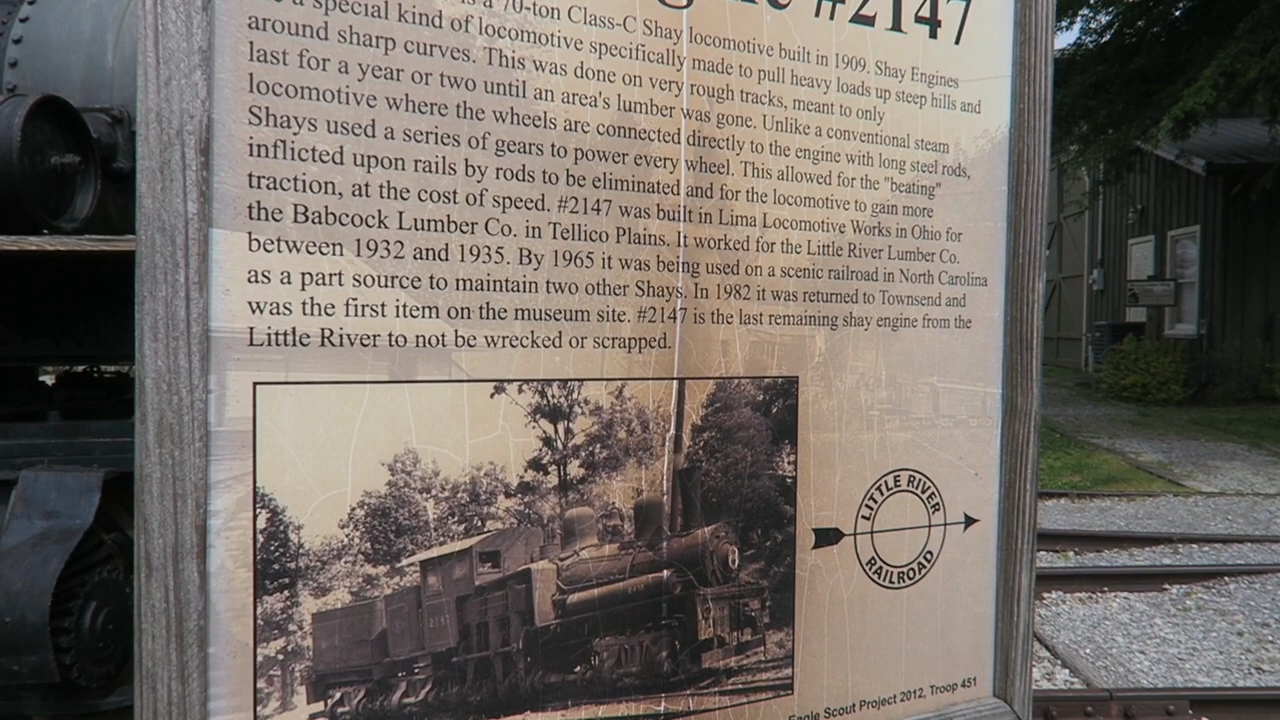 #2147
is a 70-ton Class-C Shay locomotive built in 1909. Shay Engines
a special kind of locomotive specifically made to pull heavy loads up steep hills and
around sharp curves. This was done on very rough tracks, meant to only
last for a year or two until an area's lumber was gone. Unlike a conventional steam
locomotive where the wheels are connected directly to the engine with long steel rods,
Shays used a series of gears to power every wheel. This allowed for the "beating"
inflicted upon rails by rods to be eliminated and for the locomotive to gain more
traction, at the cost of speed. #2147 was built in Lima Locomotive Works in Ohio for
the Babcock Lumber Co. in Tellico Plains. It worked for the Little River Lumber Co.
between 1932 and 1935. By 1965 it was being used on a scenic railroad in North Carolina
as a part source to maintain two other Shays. In 1982 it was returned to Townsend and
was the first item on the museum site. #2147 is the last remaining shay engine from the
Little River to not be wrecked or scrapped.
2147
LITTLE RIVER
RAILROAD
Eagle Scout Project 2012, Troop 451